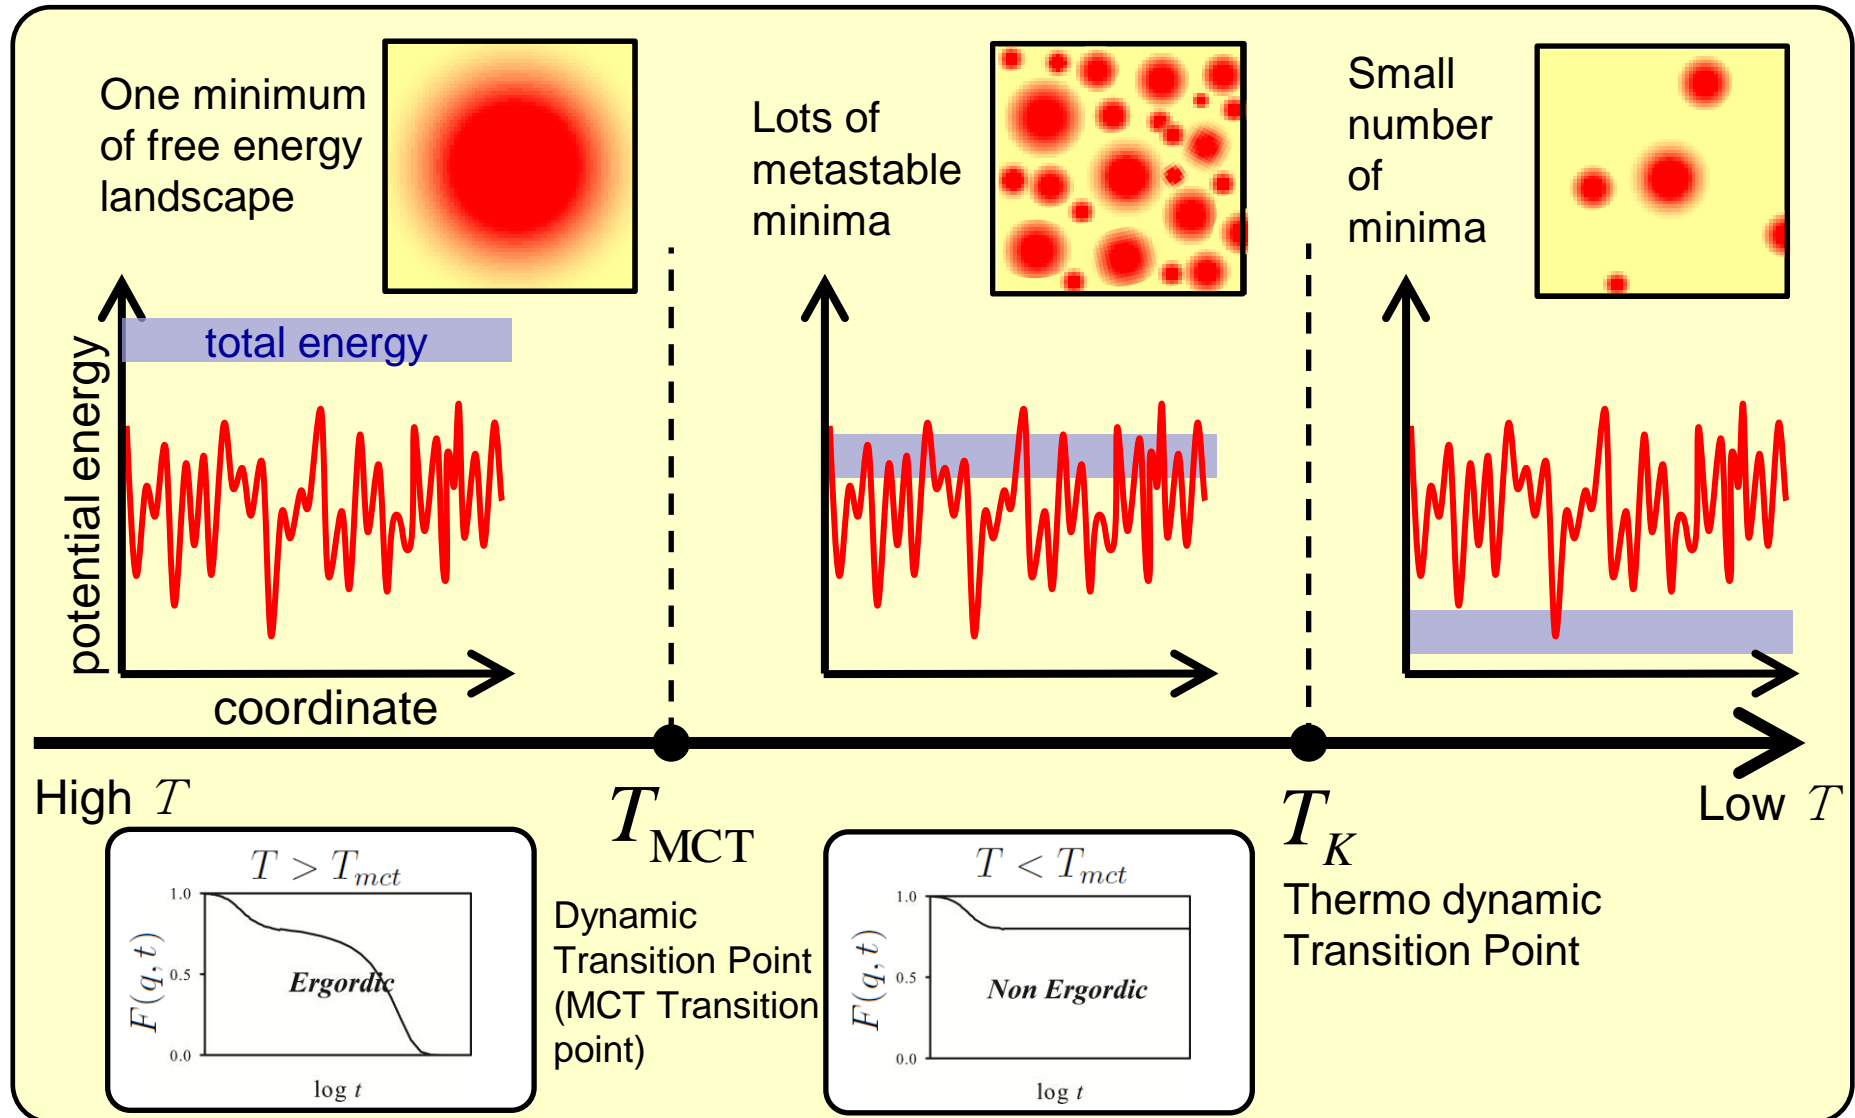 One minimum
of free energy
landscape
Lots of
metastable
minima
Small
number
of
minima
total energy
potential energy
coordinate
High T
T_MCT
T_K
Low T
T > T_mct
1.0
0.5
0.0
F(q, t)
Ergordic
log t
Dynamic
Transition Point
(MCT Transition
point)
T < T_mct
1.0
0.5
0.0
F(q, t)
Non Ergordic
log t
Thermo dynamic
Transition Point